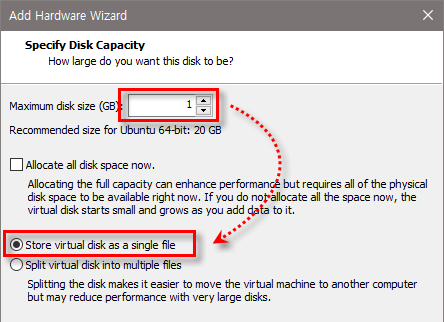 Add Hardware Wizard
Specify Disk Capacity
How large do you want this disk to be?
Maximum disk size (GB): 1
Recommended size for Ubuntu 64-bit: 20 GB
Allocate all disk space now.
Allocating the full capacity can enhance performance but requires all of the physical
disk space to be available right now. If you do not allocate all the space now, the
virtual disk starts small and grows as you add data to it.
Store virtual disk as a single file
Split virtual disk into multiple files
Splitting the disk makes it easier to move the virtual machine to another computer
but may reduce performance with very large disks.